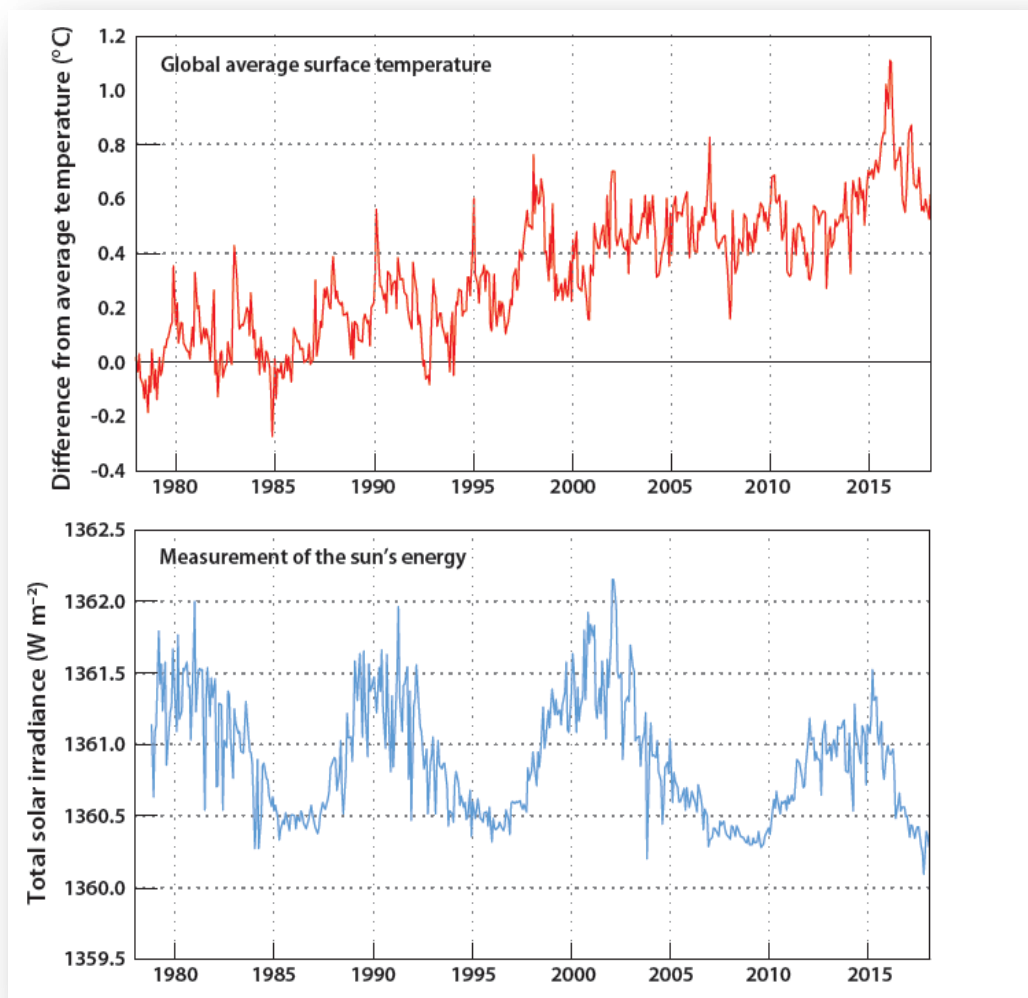 Difference from average temperature (°C)
1.2
Global average surface temperature
1.0
0.8
0.6
0.4
0.2
0.0
-0.2
-0.4
1980 1985 1990 1995 2000 2005 2010 2015
Total solar irradiance (W m⁻²)
1362.5
Measurement of the sun's energy
1362.0
1361.5
1361.0
1360.5
1360.0
1359.5
1980 1985 1990 1995 2000 2005 2010 2015